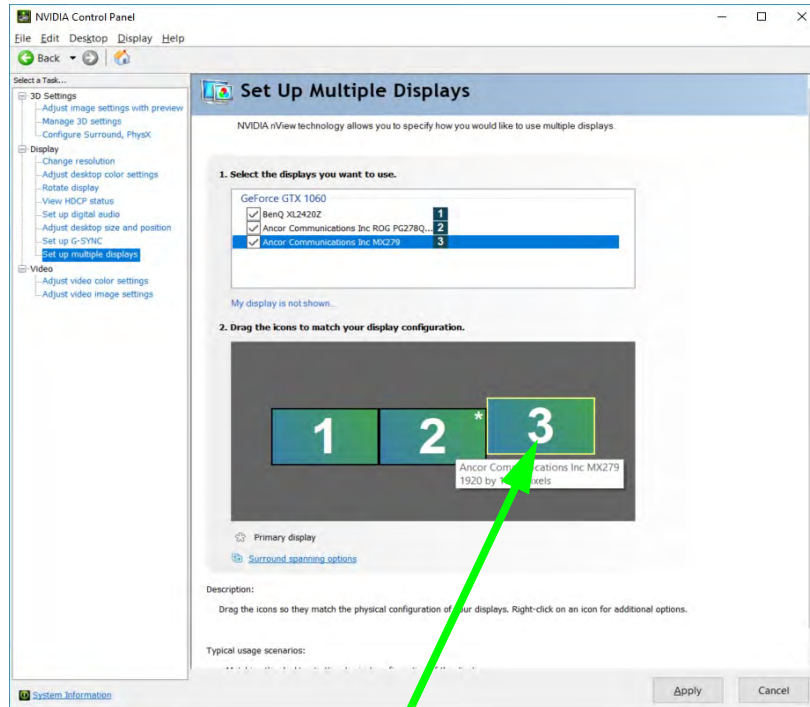 NVIDIA Control Panel
File Edit Desktop Display Help
Back
Select a Task...
3D Settings
Adjust image settings with preview
Manage 3D settings
Configure Surround, PhysX
Display
Change resolution
Adjust desktop color settings
Rotate display
View HDCP status
Set up digital audio
Adjust desktop size and position
Set up G-SYNC
Set up multiple displays
Video
Adjust video color settings
Adjust video image settings
Set Up Multiple Displays
NVIDIA nView technology allows you to specify how you would like to use multiple displays.
1. Select the displays you want to use.
GeForce GTX 1060
BenQ XL2420Z 1
Ancor Communications Inc ROG PG278Q... 2
Ancor Communications Inc MX279 3
My display is not shown...
2. Drag the icons to match your display configuration.
1 2 * 3
Ancor Communications Inc MX279
1920 by pixels
Primary display
Surround spanning options
Description:
Drag the icons so they match the physical configuration of your displays. Right-click on an icon for additional options.
Typical usage scenarios:
System Information
Apply Cancel